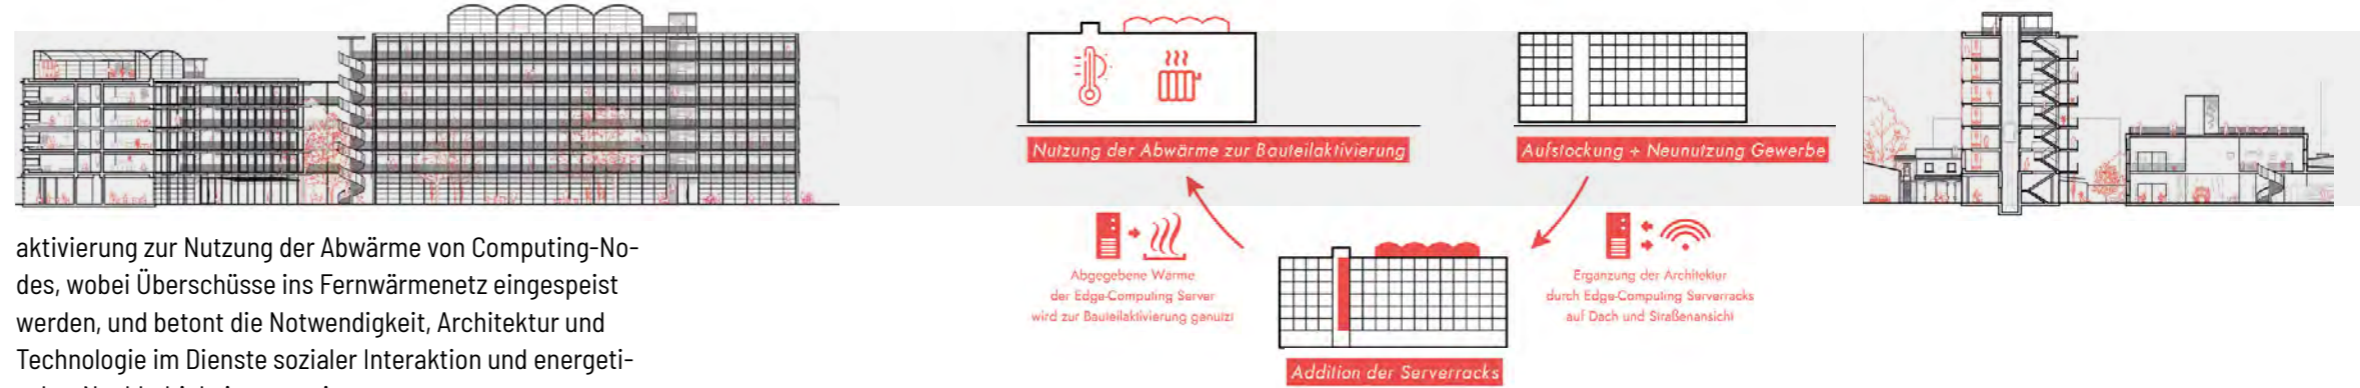 Nutzung der Abwärme zur Bauteilaktivierung
Aufstockung + Neunutzung Gewerbe
Abgegebene Wärme
der Edge-Computing Server
wird zur Bauteilaktivierung genutzt
Ergänzung der Architektur
durch Edge-Computing Serverracks
auf Dach und Straßenansicht
Addition der Serverracks
aktivierung zur Nutzung der Abwärme von Computing-No-
des, wobei Überschüsse ins Fernwärmenetz eingespeist
werden, und betont die Notwendigkeit, Architektur und
Technologie im Dienste sozialer Interaktion und energeti-